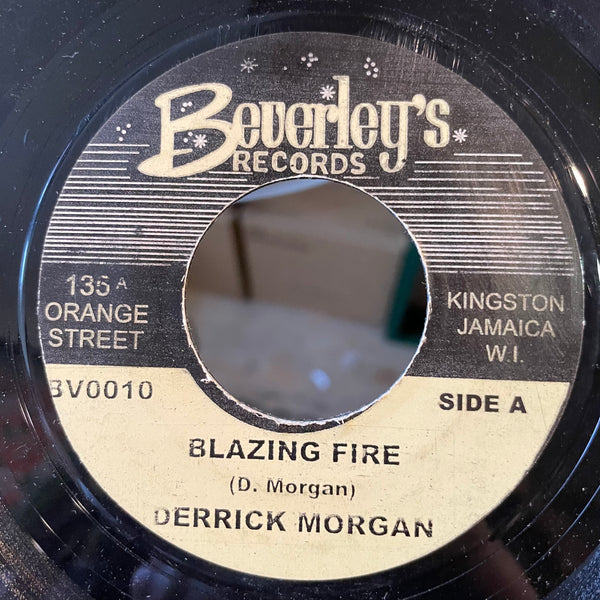 Beverley's
RECORDS
135 A
ORANGE
STREET
KINGSTON
JAMAICA
W.I.
BV0010
SIDE A
BLAZING FIRE
(D. Morgan)
DERRICK MORGAN